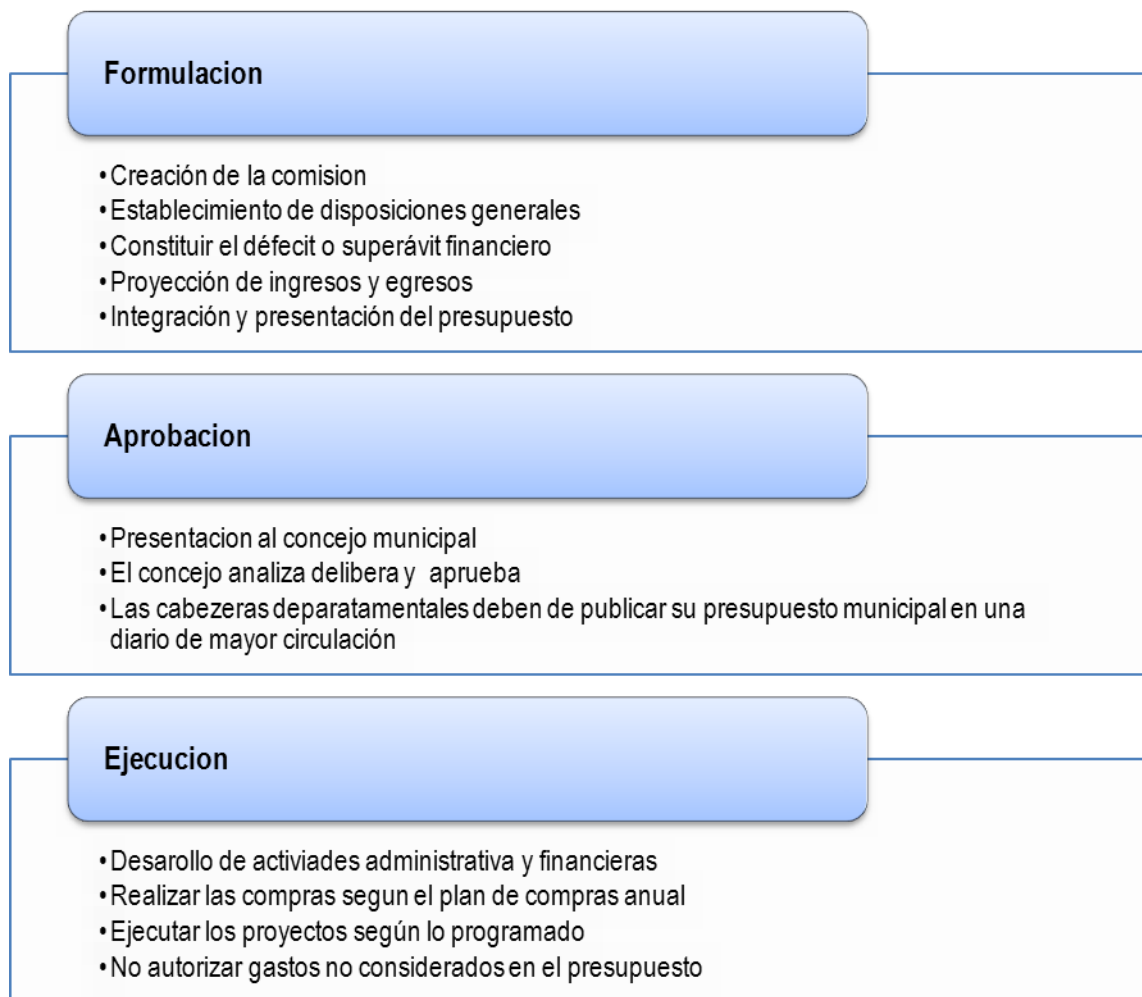 Formulacion
•Creación de la comision
•Establecimiento de disposiciones generales
•Constituir el défecit o superávit financiero
•Proyección de ingresos y egresos
•Integración y presentación del presupuesto
Aprobacion
•Presentacion al concejo municipal
•El concejo analiza delibera y aprueba
•Las cabezeras deparatamentales deben de publicar su presupuesto municipal en una
diario de mayor circulación
Ejecucion
•Desarollo de activiades administrativa y financieras
•Realizar las compras segun el plan de compras anual
•Ejecutar los proyectos según lo programado
•No autorizar gastos no considerados en el presupuesto